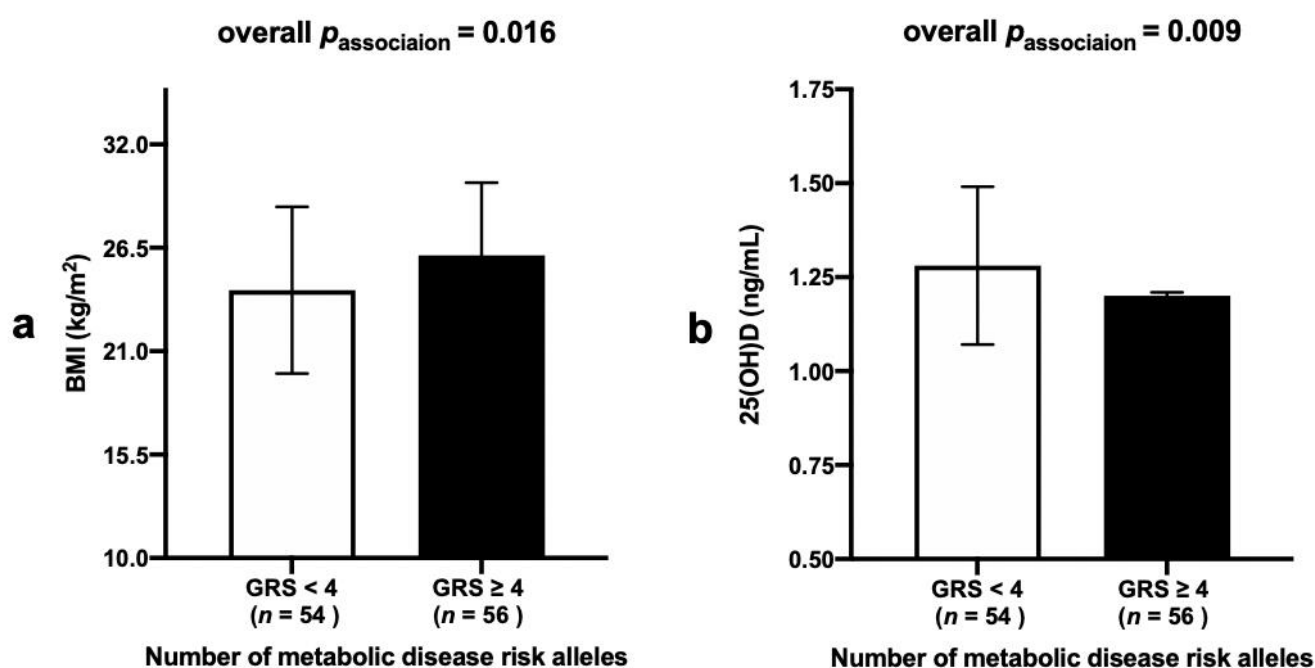 overall passociaion = 0.016
32.0
26.5
21.0
15.5
10.0
BMI (kg/m2)
a
GRS < 4
(n = 54 )
GRS ≥ 4
(n = 56 )
Number of metabolic disease risk alleles
overall passociaion = 0.009
1.75
1.50
1.25
1.00
0.75
0.50
25(OH)D (ng/mL)
b
GRS < 4
(n = 54 )
GRS ≥ 4
(n = 56 )
Number of metabolic disease risk alleles